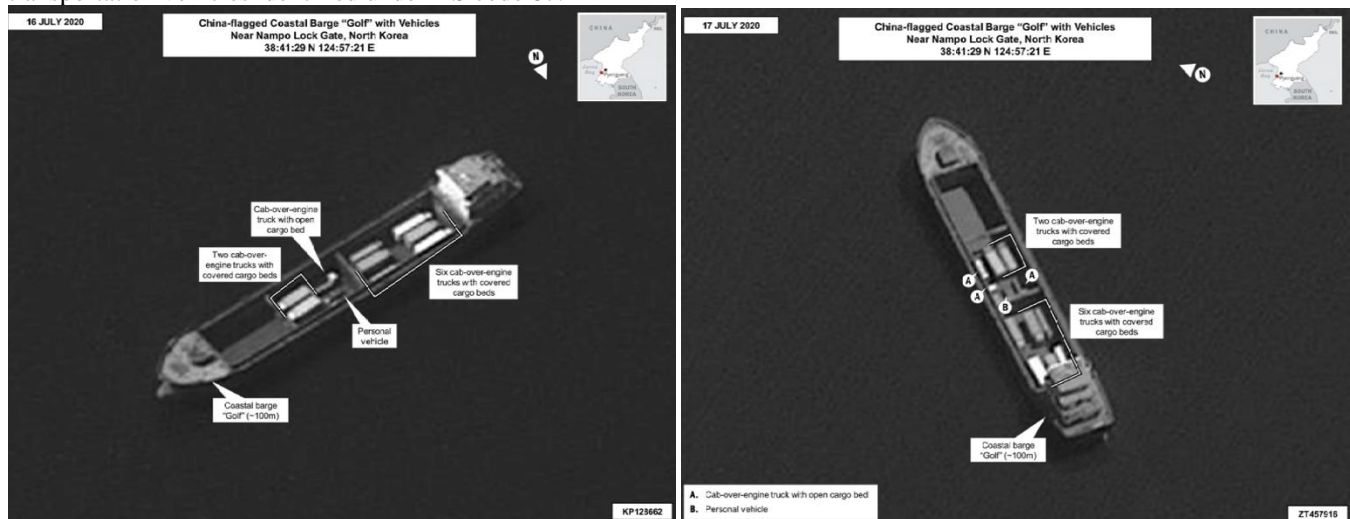 16 JULY 2020
China-flagged Coastal Barge “Golf” with Vehicles
Near Nampo Lock Gate, North Korea
38:41:29 N 124:57:21 E
N
CHINA
Pyongyang
SOUTH
KOREA
Cab-over-engine
truck with open
cargo bed
Two cab-over-
engine trucks with
covered cargo beds
Six cab-over-engine
trucks with covered
cargo beds
Personal
vehicle
Coastal barge
"Golf" (~100m)
KP123662
17 JULY 2020
China-flagged Coastal Barge “Golf” with Vehicles
Near Nampo Lock Gate, North Korea
38:41:29 N 124:57:21 E
N
CHINA
Pyongyang
SOUTH
KOREA
Two cab-over-engine
trucks with covered
cargo beds
A
A
A
B
Six cab-over-engine
trucks with covered
cargo beds
Coastal barge
"Golf" (~100m)
A. Cab-over-engine truck with open cargo bed
B. Personal vehicle
ZT457916